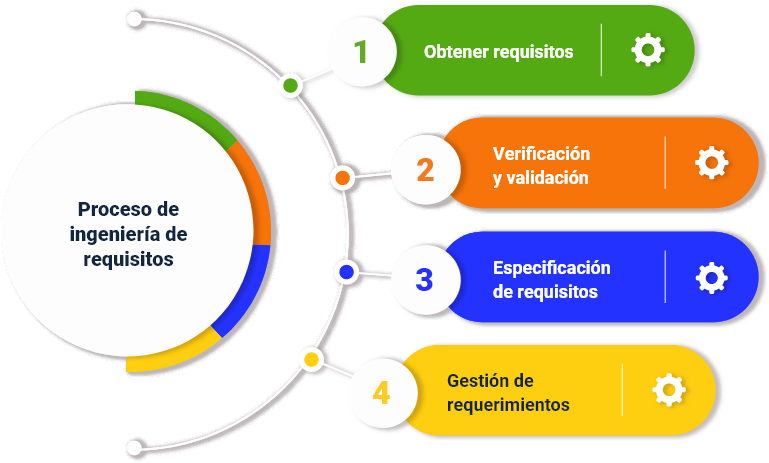 Proceso de
ingeniería de
requisitos
1
Obtener requisitos
2
Verificación
y validación
3
Especificación
de requisitos
4
Gestión de
requerimientos